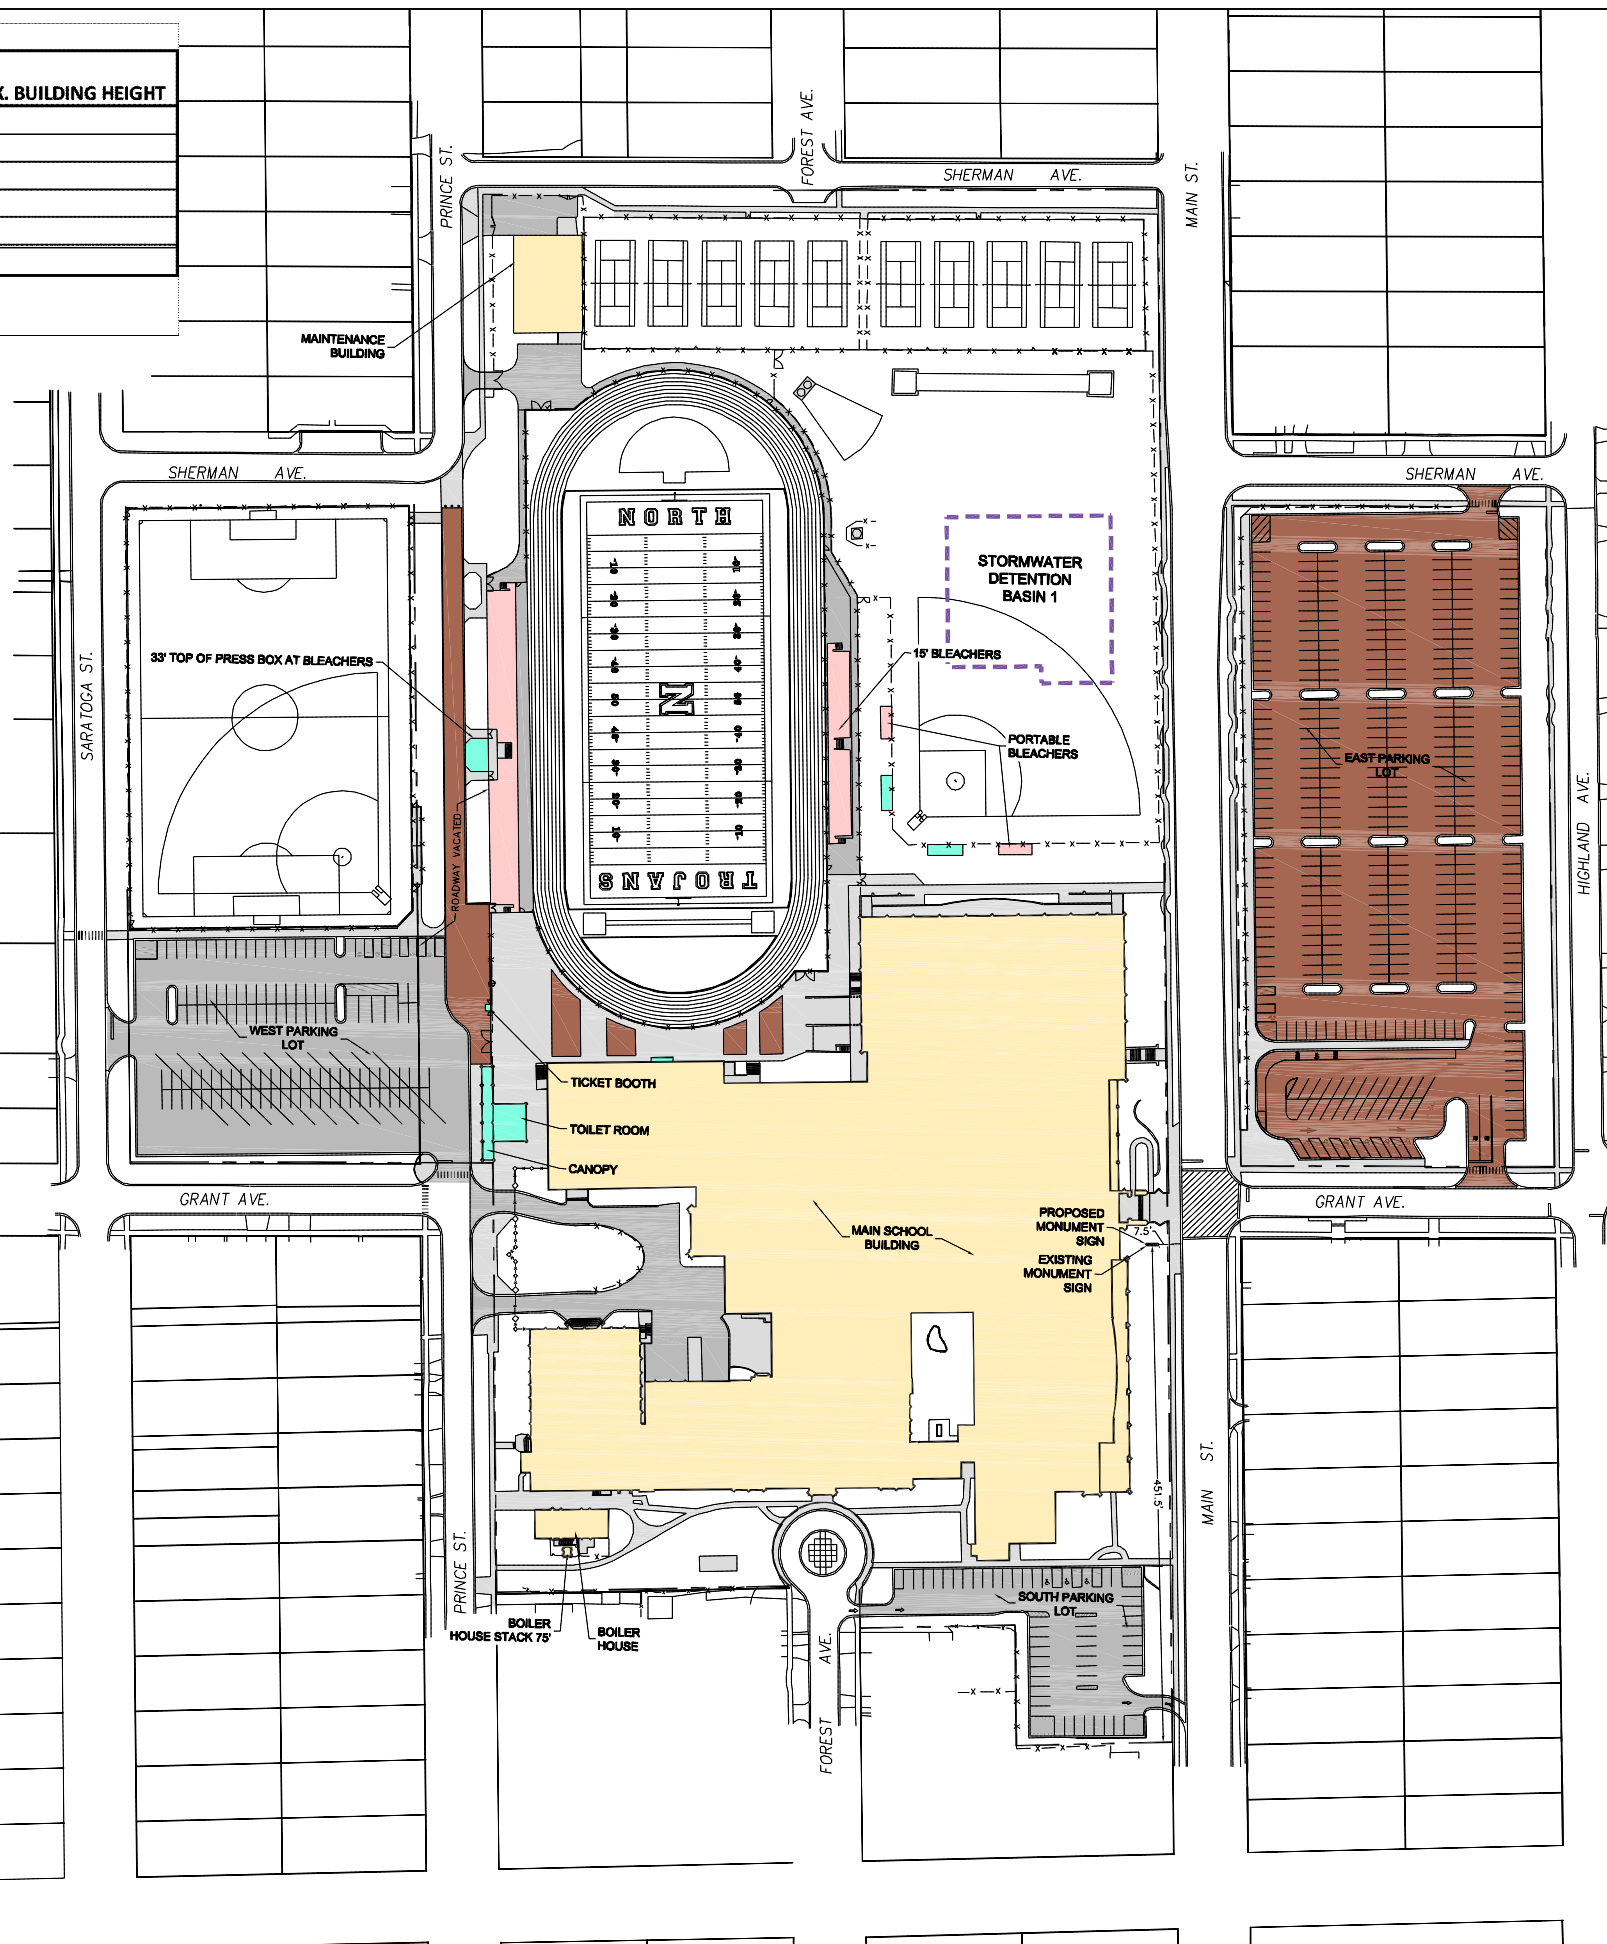 X. BUILDING HEIGHT
FOREST AVE.
PRINCE ST.
SHERMAN AVE.
MAIN ST.
MAINTENANCE
BUILDING
SHERMAN AVE.
SHERMAN AVE.
NORTH
STORMWATER
DETENTION
BASIN 1
15' BLEACHERS
33' TOP OF PRESS BOX AT BLEACHERS
SARATOGA ST.
N
PORTABLE
BLEACHERS
EAST PARKING
LOT
HIGHLAND AVE.
ROADWAY VACATED
TROJANS
WEST PARKING
LOT
TICKET BOOTH
TOILET ROOM
CANOPY
GRANT AVE.
GRANT AVE.
MAIN SCHOOL
BUILDING
PROPOSED
MONUMENT
SIGN
7.5'
EXISTING
MONUMENT
SIGN
451.5'
MAIN ST.
PRINCE ST.
SOUTH PARKING
LOT
BOILER
HOUSE STACK 75'
BOILER
HOUSE
FOREST AVE.